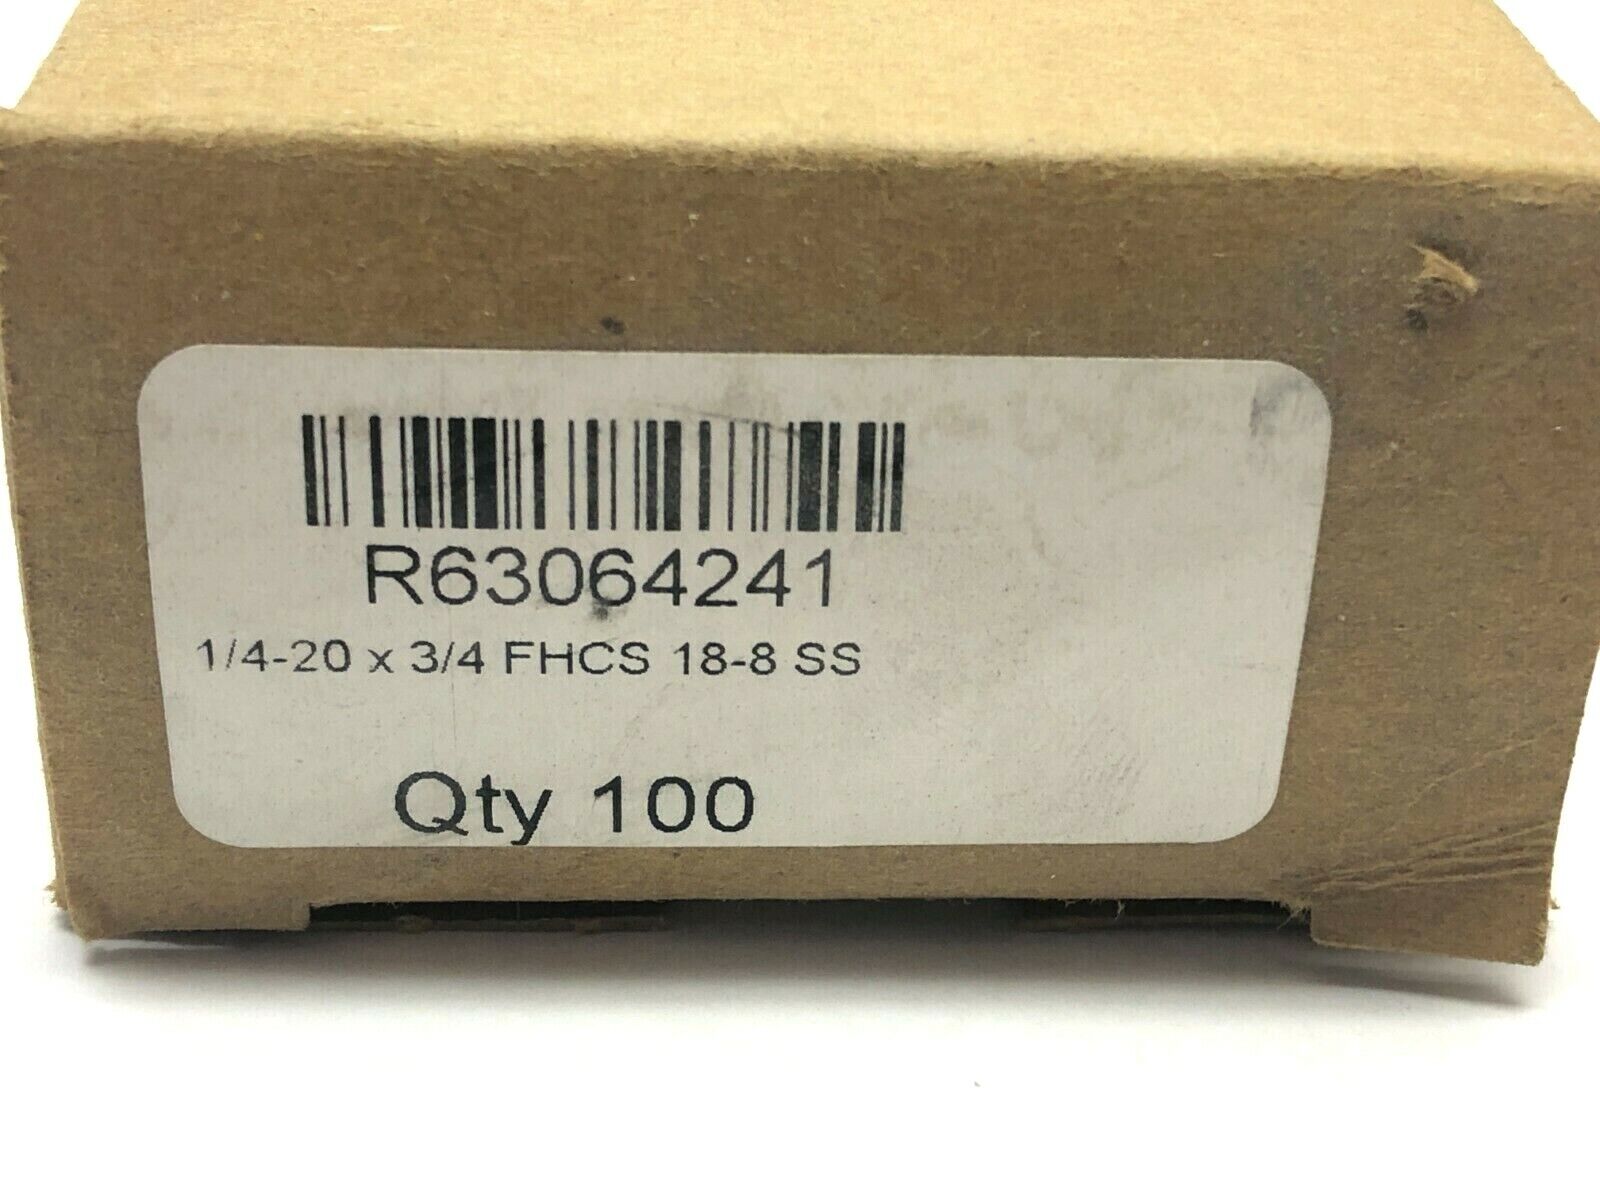 R63064241
1/4-20 x 3/4 FHCS 18-8 SS
Qty 100